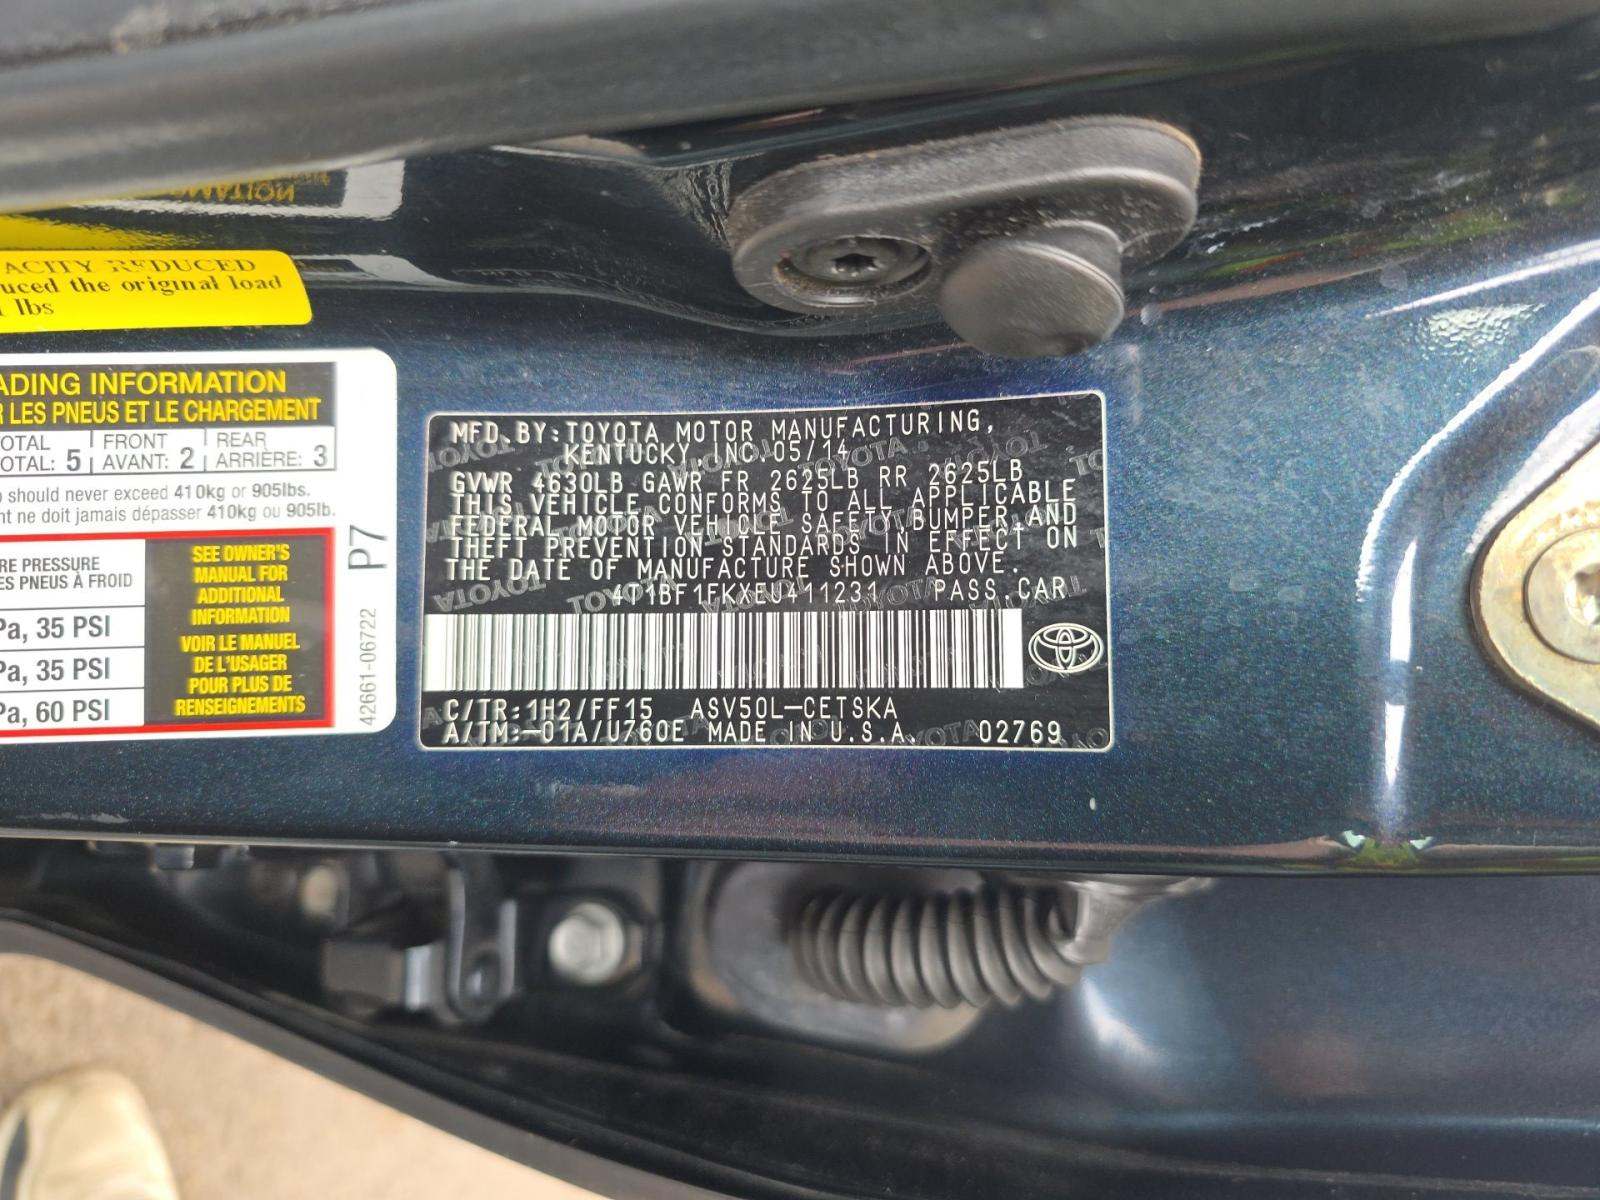 ACITY REDUCED
uced the original load
lbs
ADING INFORMATION
R LES PNEUS ET LE CHARGEMENT
TOTAL FRONT REAR
OTAL: 5 AVANT: 2 ARRIÈRE: 3
o should never exceed 410kg or 905lbs.
nt ne doit jamais dépasser 410kg ou 905lb.
RE PRESSURE
ES PNEUS À FROID
Pa, 35 PSI
Pa, 35 PSI
Pa, 60 PSI
SEE OWNER'S
MANUAL FOR
ADDITIONAL
INFORMATION
VOIR LE MANUEL
DE L'USAGER
POUR PLUS DE
RENSEIGNEMENTS
P7
42661-06722
MFD.BY:TOYOTA MOTOR MANUFACTURING,
KENTUCKY, INC.05/14
GVWR 4630LB GAWR FR 2625LB RR 2625LB
THIS VEHICLE CONFORMS TO ALL APPLICABLE
FEDERAL MOTOR VEHICLE SAFETY,BUMPER,AND
THEFT PREVENTION STANDARDS IN EFFECT ON
THE DATE OF MANUFACTURE SHOWN ABOVE.
4T1BF1FKXEU411231 PASS.CAR
C/TR:1H2/FF15 ASV50L-CETSKA
A/TM:-01A/U760E MADE IN U.S.A. 02769